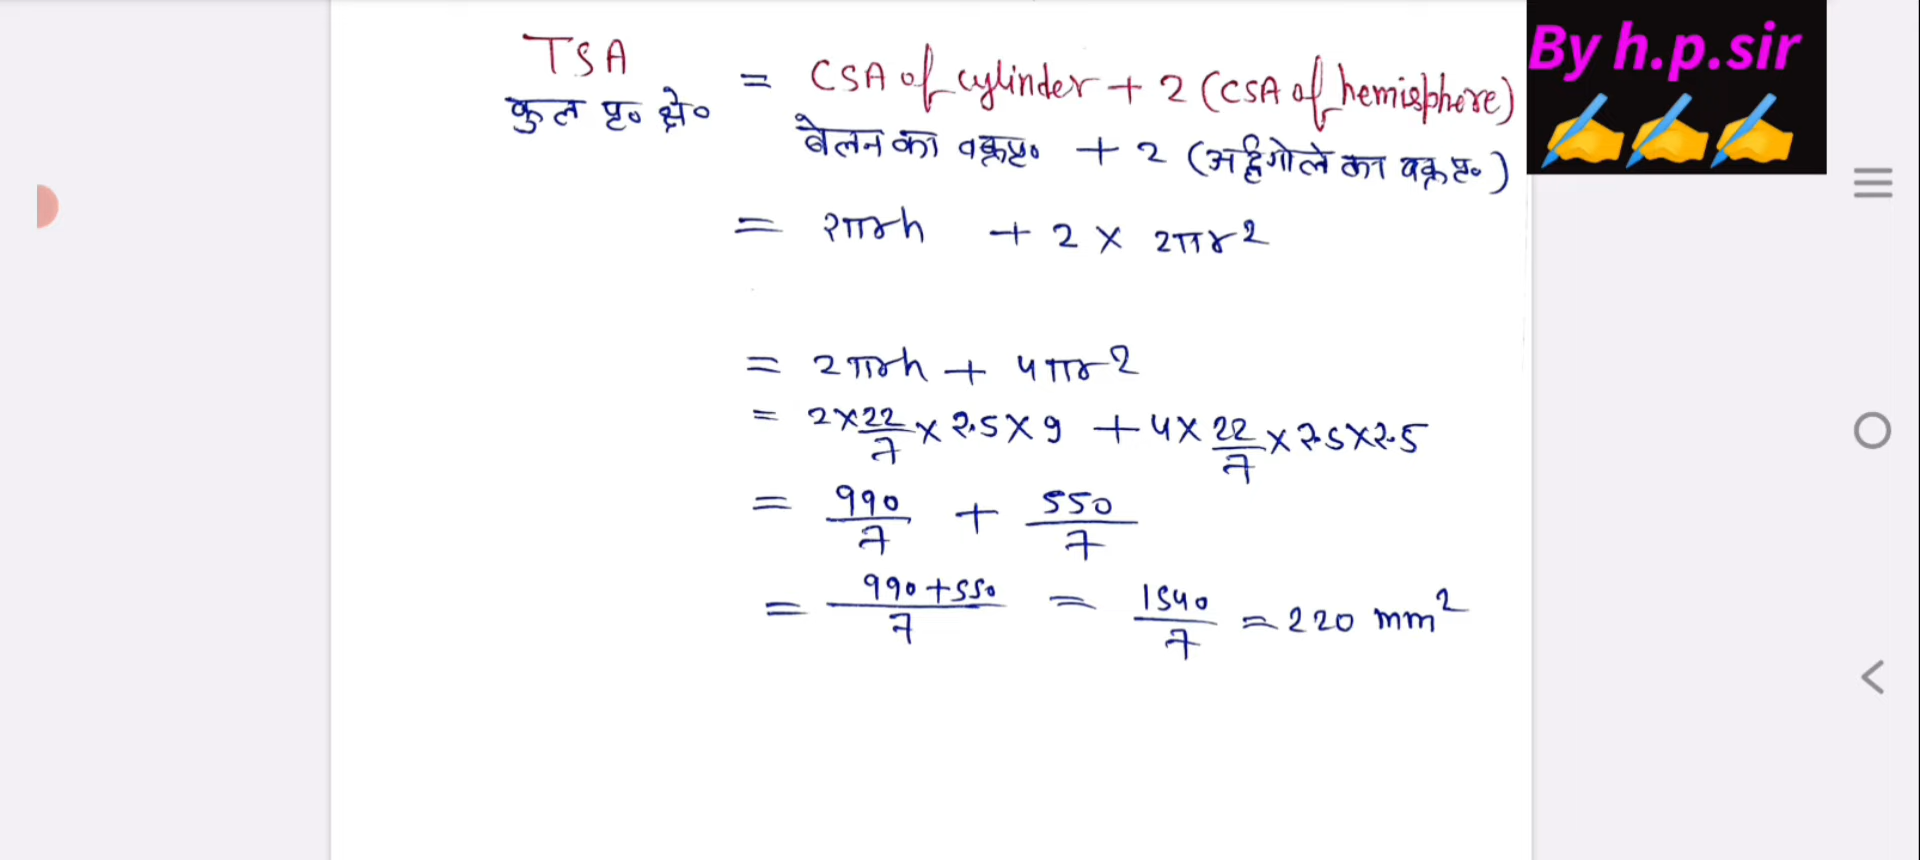 By h.p.sir
TSA = CSA of cylinder + 2 (CSA of hemisphere)
कुल पृ० क्षे० बेलन का वक्रपृ० + 2 (अर्द्धगोले का वक्रपृ०)
= 2πrh + 2 × 2πr²
= 2πrh + 4πr²
= 2×22/7 × 2.5×9 + 4×22/7 ×2.5×2.5
= 990/7 + 550/7
= 990+550/7 = 1540/7 = 220 mm²